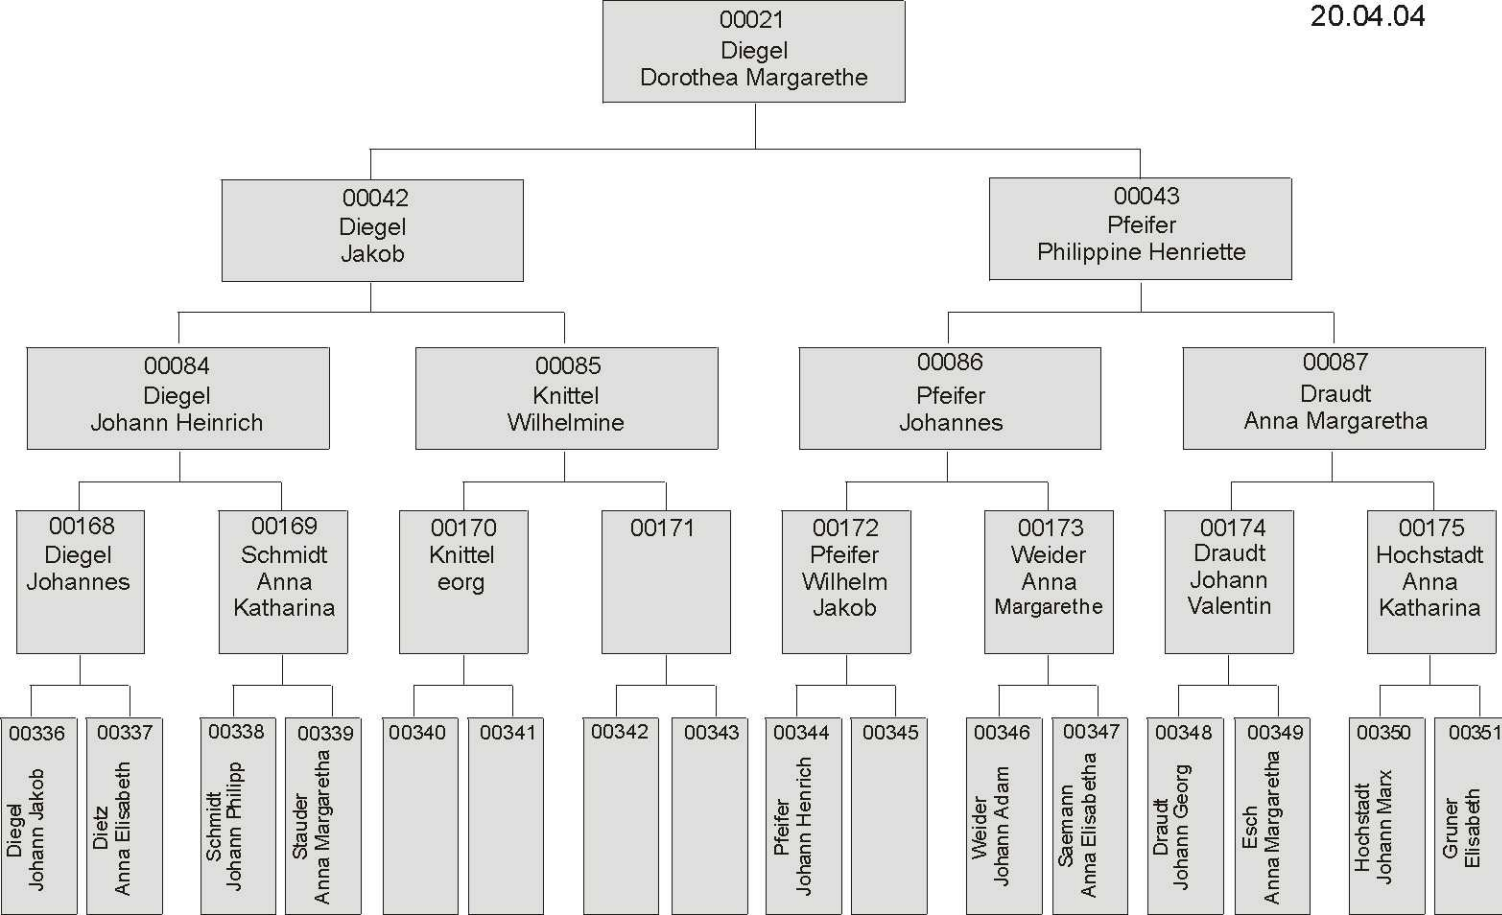 20.04.04
00021
Diegel
Dorothea Margarethe
00042
Diegel
Jakob
00043
Pfeifer
Philippine Henriette
00084
Diegel
Johann Heinrich
00085
Knittel
Wilhelmine
00086
Pfeifer
Johannes
00087
Draudt
Anna Margaretha
00168
Diegel
Johannes
00169
Schmidt
Anna
Katharina
00170
Knittel
eorg
00171
00172
Pfeifer
Wilhelm
Jakob
00173
Weider
Anna
Margarethe
00174
Draudt
Johann
Valentin
00175
Hochstadt
Anna
Katharina
00336
Diegel
Johann Jakob
00337
Dietz
Anna Elisabeth
00338
Schmidt
Johann Philipp
00339
Stauder
Anna Margaretha
00340
00341
00342
00343
00344
Pfeifer
Johann Henrich
00345
00346
Weider
Johann Adam
00347
Saemann
Anna Elisabetha
00348
Draudt
Johann Georg
00349
Esch
Anna Margaretha
00350
Hochstadt
Johann Marx
00351
Gruner
Elisabeth